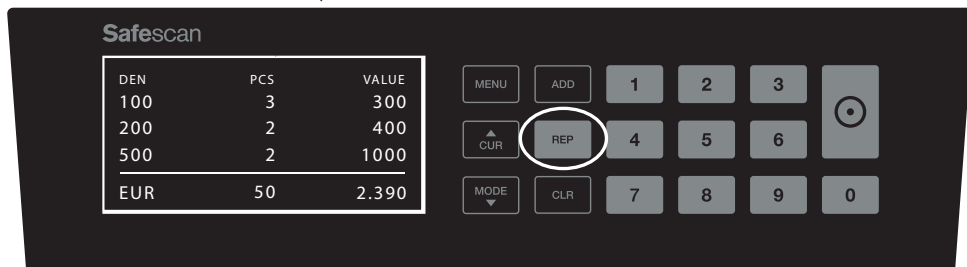 Safescan
DEN PCS VALUE
100 3 300
200 2 400
500 2 1000
EUR 50 2.390
MENU ADD 1 2 3
CUR REP 4 5 6
MODE CLR 7 8 9 0